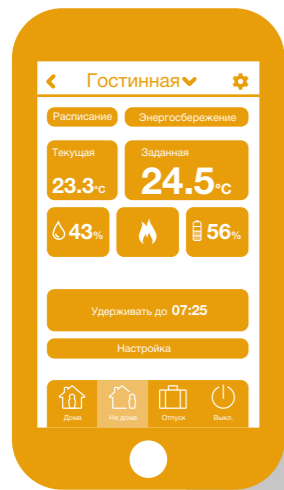 Гостинная
Расписание Энергосбережение
Текущая Заданная
23.3°C 24.5°C
43% 56%
Удерживать до 07:25
Настройка
Дома На дома Отпуск Выкл.